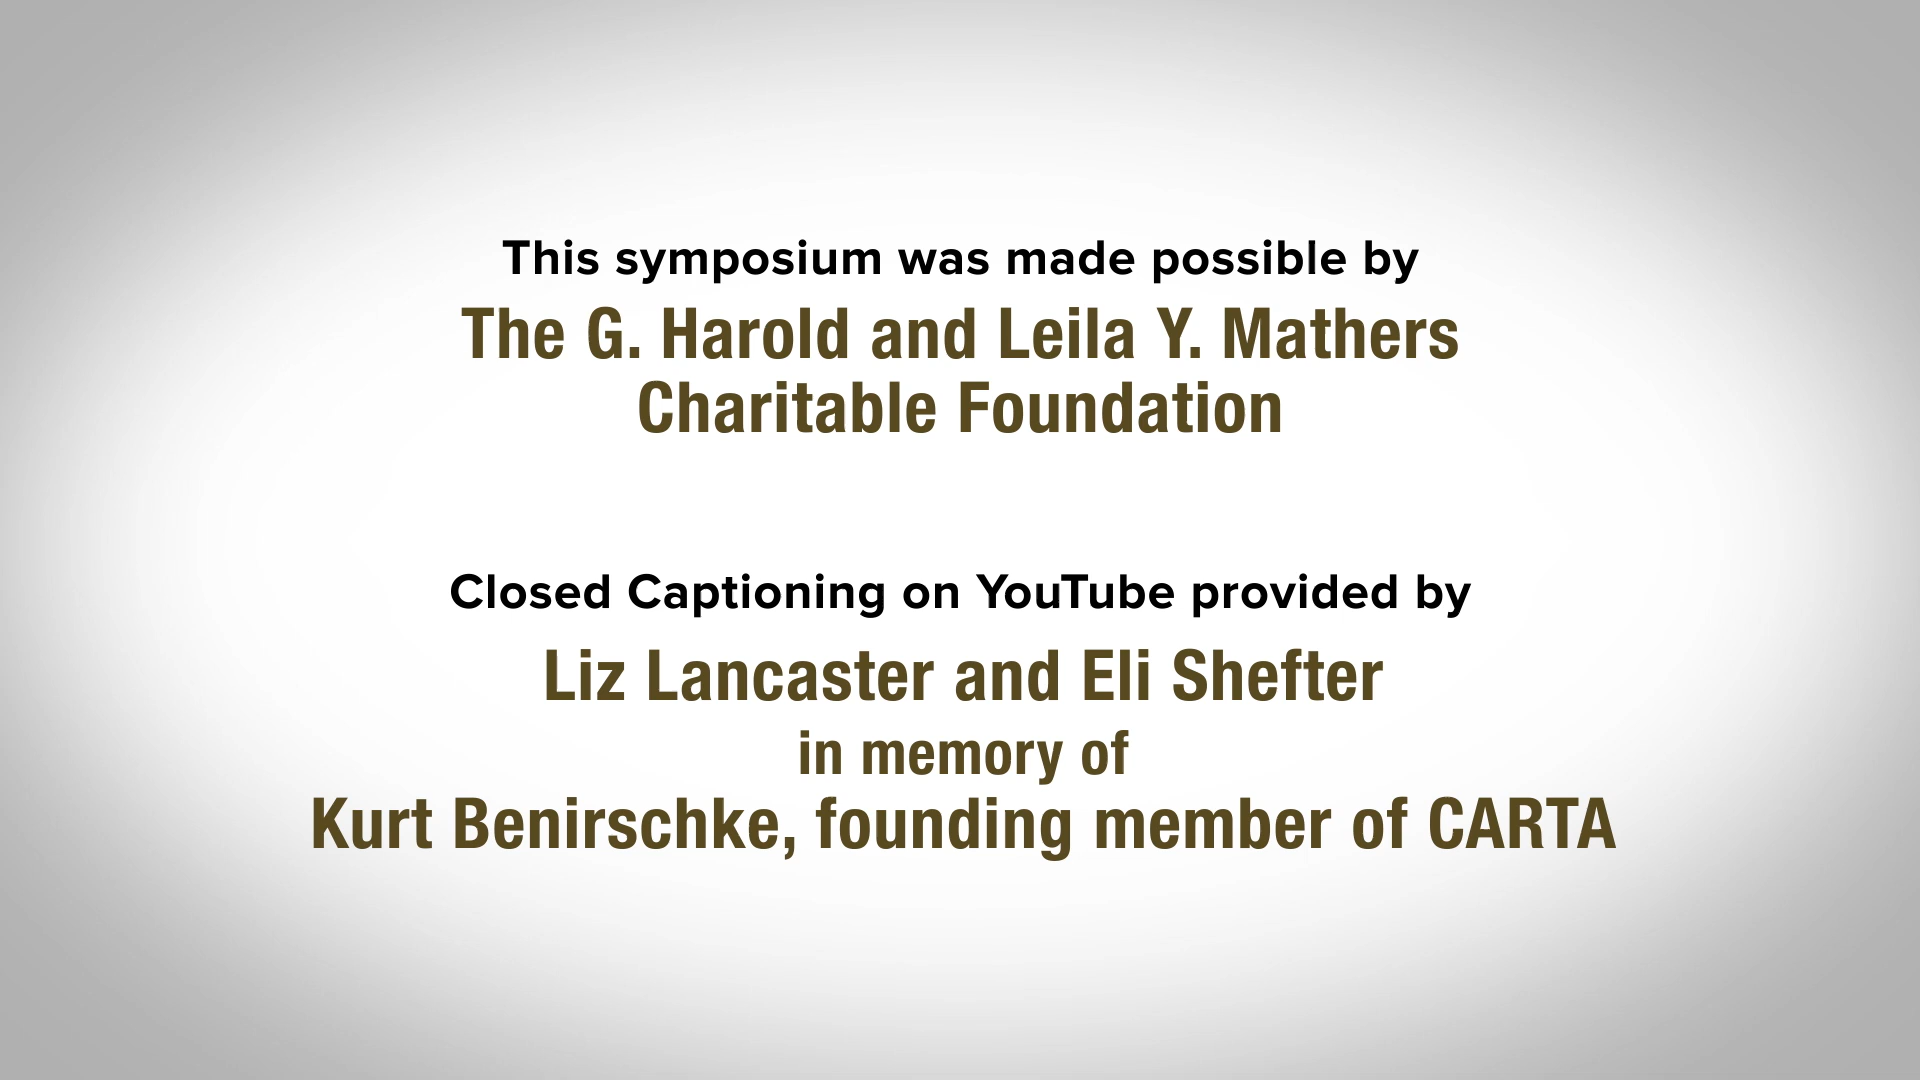 This symposium was made possible by
The G. Harold and Leila Y. Mathers
Charitable Foundation
Closed Captioning on YouTube provided by
Liz Lancaster and Eli Shefter
in memory of
Kurt Benirschke, founding member of CARTA